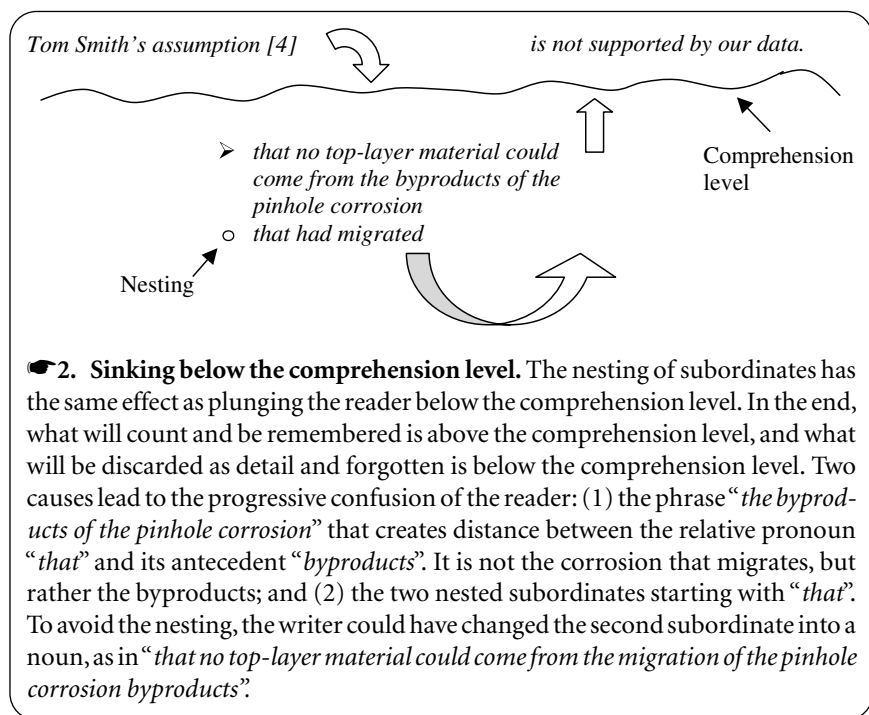 Tom Smith's assumption [4] is not supported by our data.
➢ that no top-layer material could
come from the byproducts of the
pinhole corrosion
○ that had migrated
Comprehension
level
Nesting
☛2. Sinking below the comprehension level. The nesting of subordinates has
the same effect as plunging the reader below the comprehension level. In the end,
what will count and be remembered is above the comprehension level, and what
will be discarded as detail and forgotten is below the comprehension level. Two
causes lead to the progressive confusion of the reader: (1) the phrase “the byprod-
ucts of the pinhole corrosion” that creates distance between the relative pronoun
“that” and its antecedent “byproducts”. It is not the corrosion that migrates, but
rather the byproducts; and (2) the two nested subordinates starting with “that”.
To avoid the nesting, the writer could have changed the second subordinate into a
noun, as in “that no top-layer material could come from the migration of the pinhole
corrosion byproducts”.